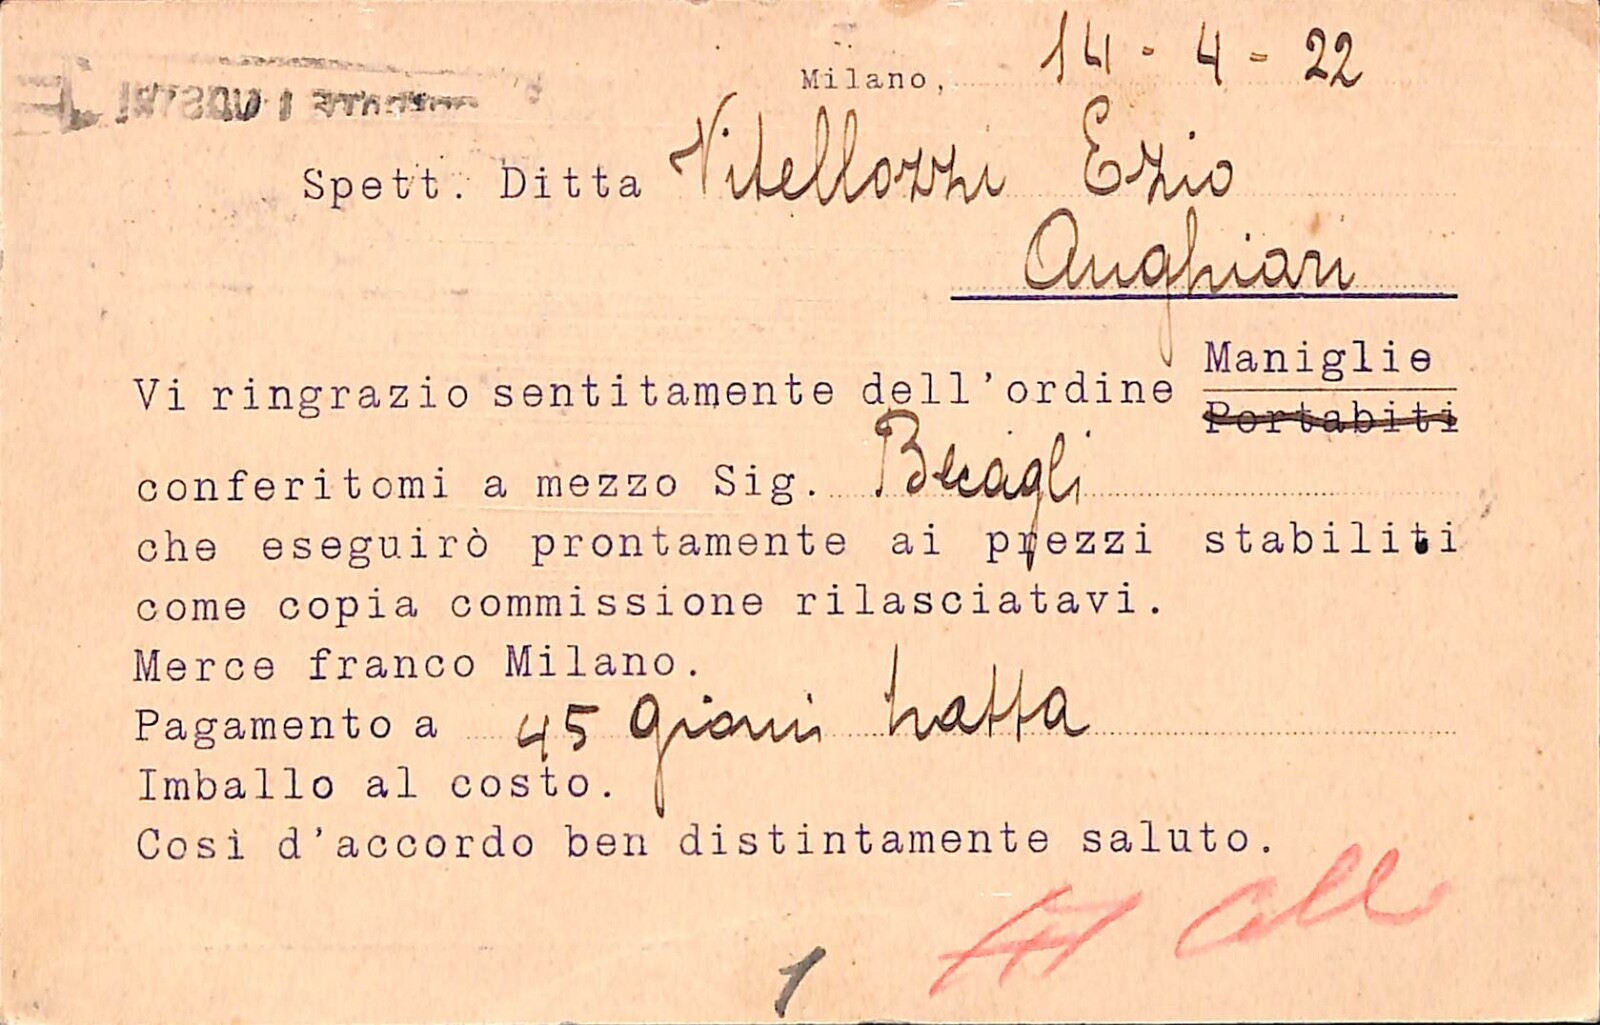 Milano, 14-4-22
Spett. Ditta Vitellozzi Ezio
Anghiari
Vi ringrazio sentitamente dell'ordine Maniglie
Portabiti
conferitomi a mezzo Sig. Becagli
che eseguirò prontamente ai prezzi stabiliti
come copia commissione rilasciatavi.
Merce franco Milano.
Pagamento a 45 giorni tratta
Imballo al costo.
Così d'accordo ben distintamente saluto.
1